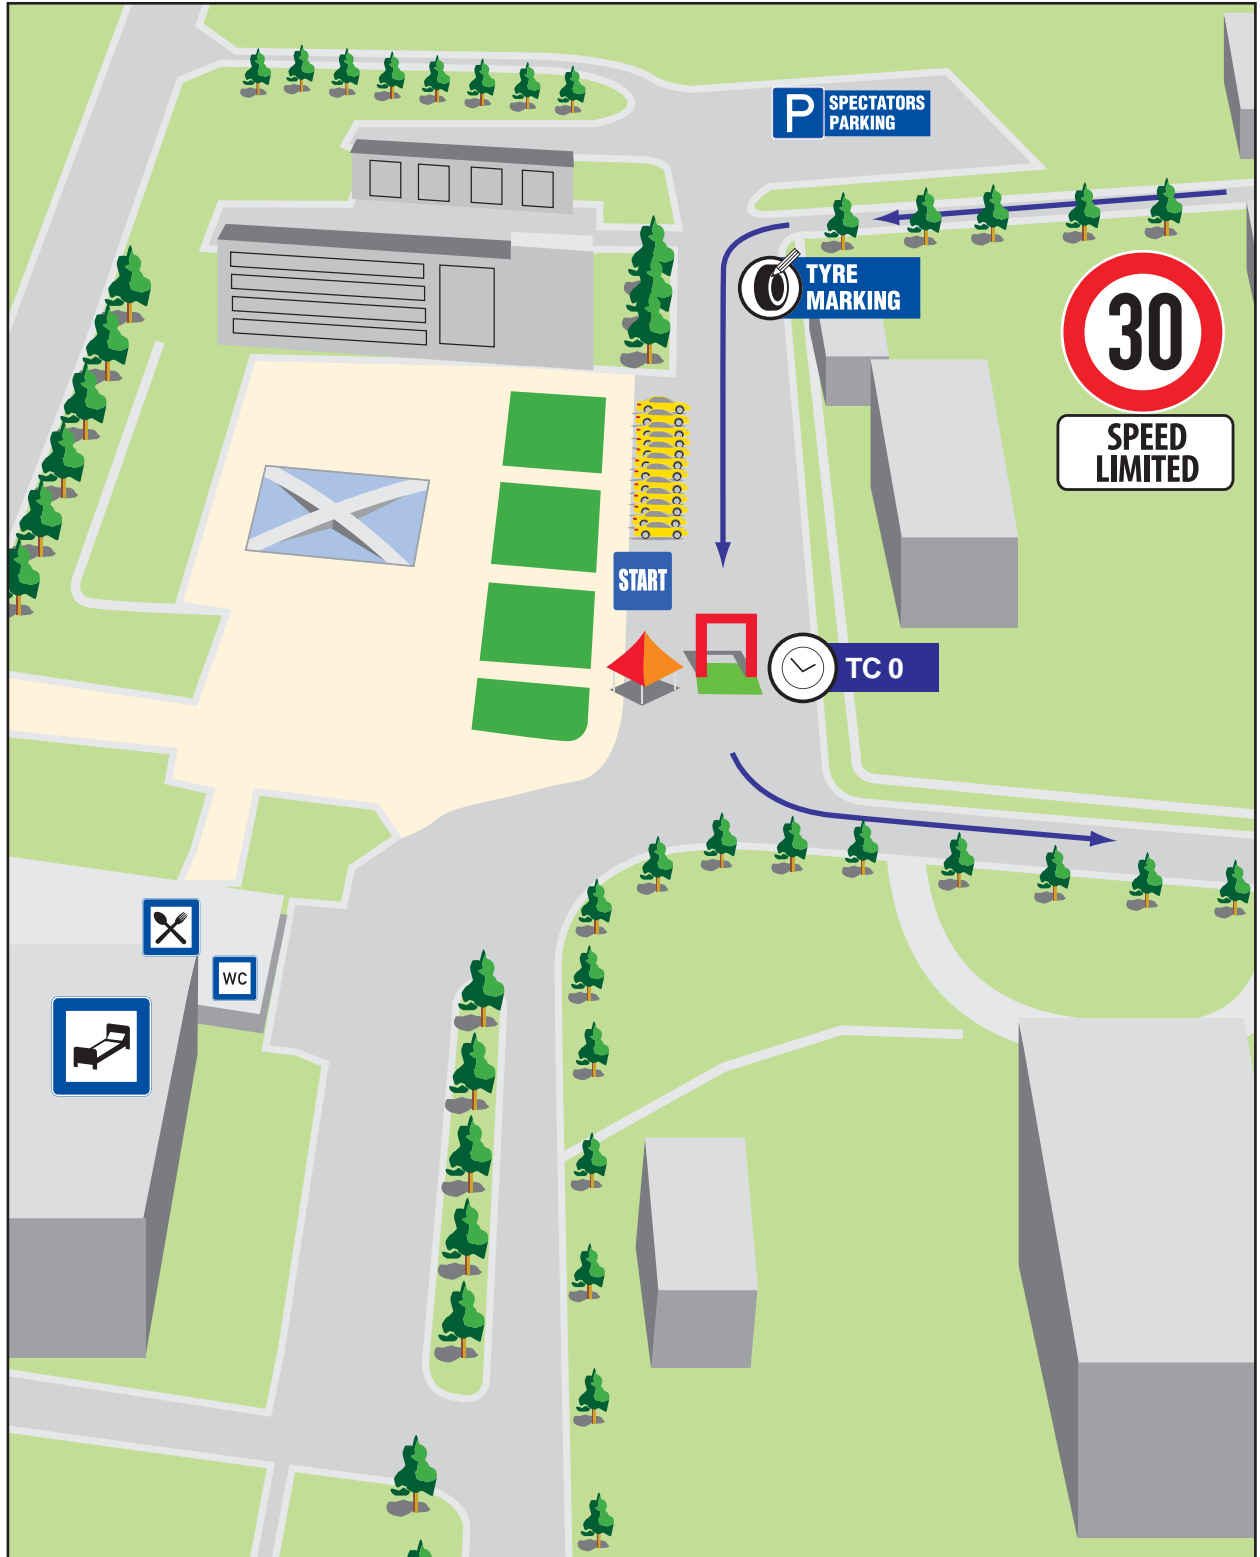 P
SPECTATORS
PARKING
TYRE
MARKING
30
SPEED
LIMITED
START
TC 0
WC